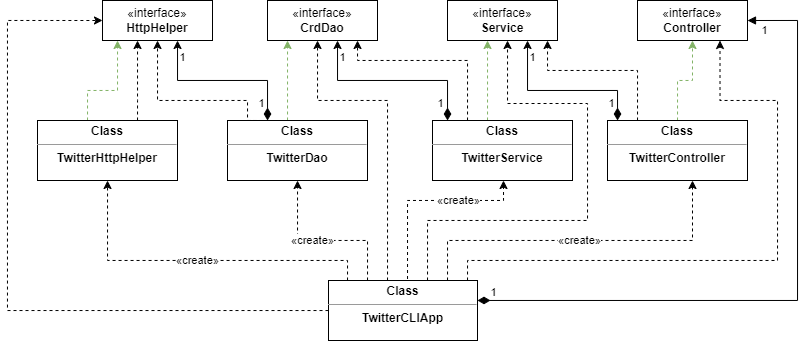 «interface»
HttpHelper
«interface»
CrdDao
«interface»
Service
«interface»
Controller
1
1
1
1
1
1
1
Class
TwitterHttpHelper
Class
TwitterDao
Class
TwitterService
Class
TwitterController
«create»
«create»
«create»
«create»
Class
TwitterCLIApp
1